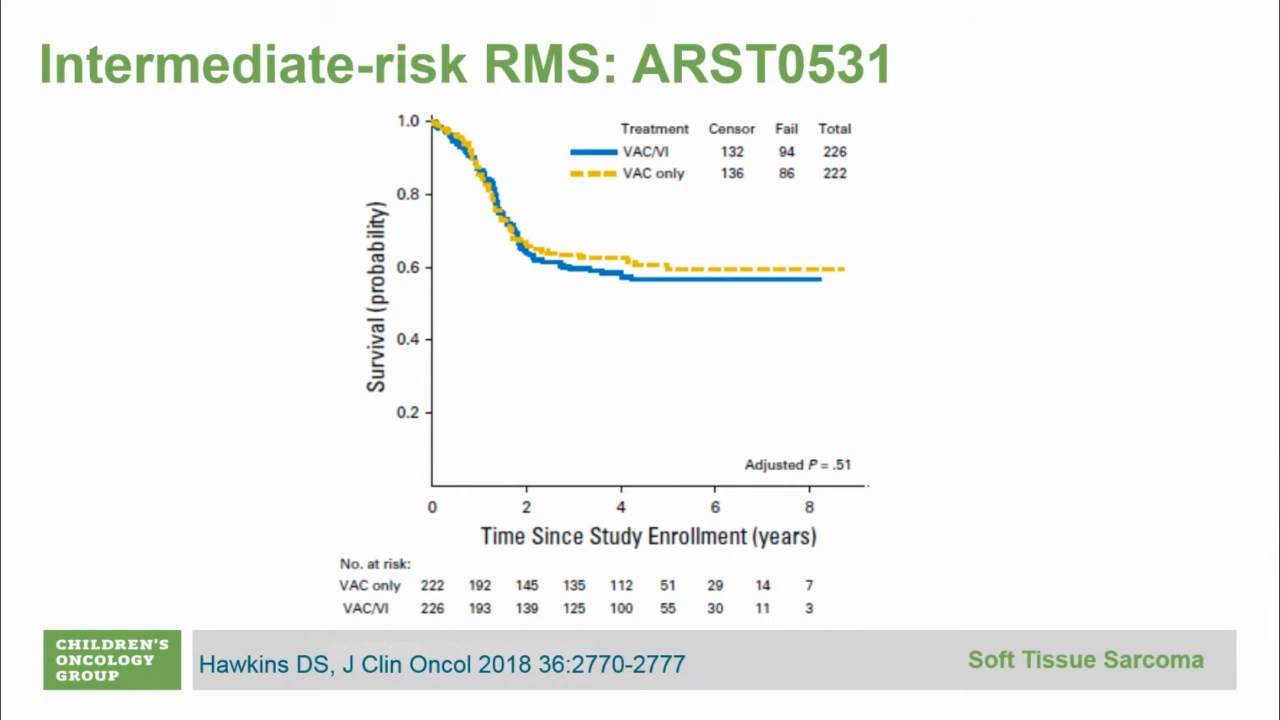 Intermediate-risk RMS: ARST0531
Treatment Censor Fail Total
VAC/VI 132 94 226
VAC only 136 86 222
1.0
0.8
0.6
0.4
0.2
Survival (probability)
Adjusted P = .51
0 2 4 6 8
Time Since Study Enrollment (years)
No. at risk:
VAC only 222 192 145 135 112 51 29 14 7
VAC/VI 226 193 139 125 100 55 30 11 3
CHILDREN'S
ONCOLOGY
GROUP
Hawkins DS, J Clin Oncol 2018 36:2770-2777
Soft Tissue Sarcoma